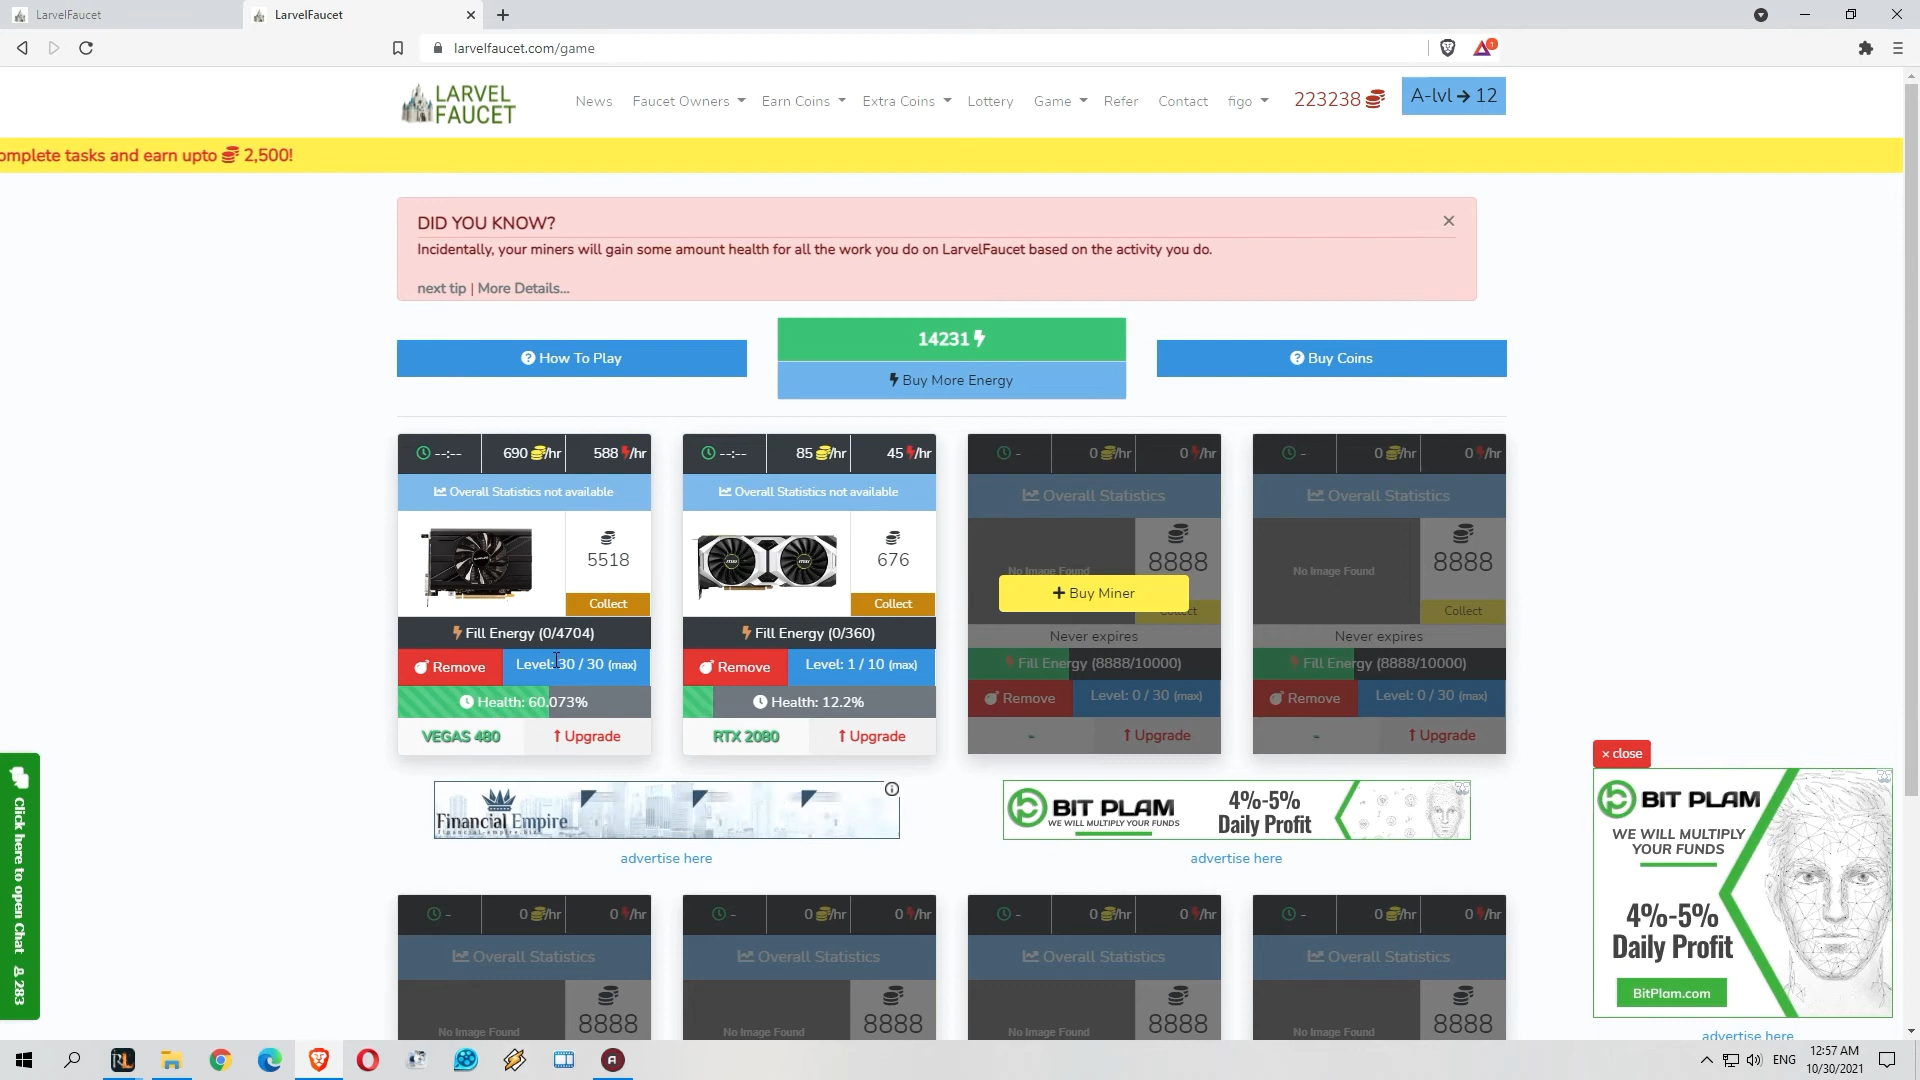 LarvelFaucet
LarvelFaucet
larvelfaucet.com/game
1
LARVEL
FAUCET
News
Faucet Owners
Earn Coins
Extra Coins
Lottery
Game
Refer
Contact
figo
223238
A-lvl → 12
omplete tasks and earn upto 2,500!
DID YOU KNOW?
×
Incidentally, your miners will gain some amount health for all the work you do on LarvelFaucet based on the activity you do.
next tip | More Details...
How To Play
14231
Buy More Energy
Buy Coins
--:-- 690 /hr 588 /hr
Overall Statistics not available
5518
Collect
Fill Energy (0/4704)
Remove
Level: 30 / 30 (max)
Health: 60.073%
VEGAS 480
Upgrade
--:-- 85 /hr 45 /hr
Overall Statistics not available
676
Collect
Fill Energy (0/360)
Remove
Level: 1 / 10 (max)
Health: 12.2%
RTX 2080
Upgrade
- 0 /hr 0 /hr
Overall Statistics
No Image Found
8888
+ Buy Miner
Collect
Never expires
Fill Energy (8888/10000)
Remove
Level: 0 / 30 (max)
-
Upgrade
- 0 /hr 0 /hr
Overall Statistics
No Image Found
8888
Collect
Never expires
Fill Energy (8888/10000)
Remove
Level: 0 / 30 (max)
-
Upgrade
Financial Empire
financial-empire.biz
advertise here
BIT PLAM
WE WILL MULTIPLY YOUR FUNDS
4%-5%
Daily Profit
advertise here
- 0 /hr 0 /hr
Overall Statistics
No Image Found
8888
- 0 /hr 0 /hr
Overall Statistics
No Image Found
8888
- 0 /hr 0 /hr
Overall Statistics
No Image Found
8888
- 0 /hr 0 /hr
Overall Statistics
No Image Found
8888
Click here to open Chat 283
× close
BIT PLAM
WE WILL MULTIPLY
YOUR FUNDS
4%-5%
Daily Profit
BitPlam.com
advertise here
ENG
12:57 AM
10/30/2021